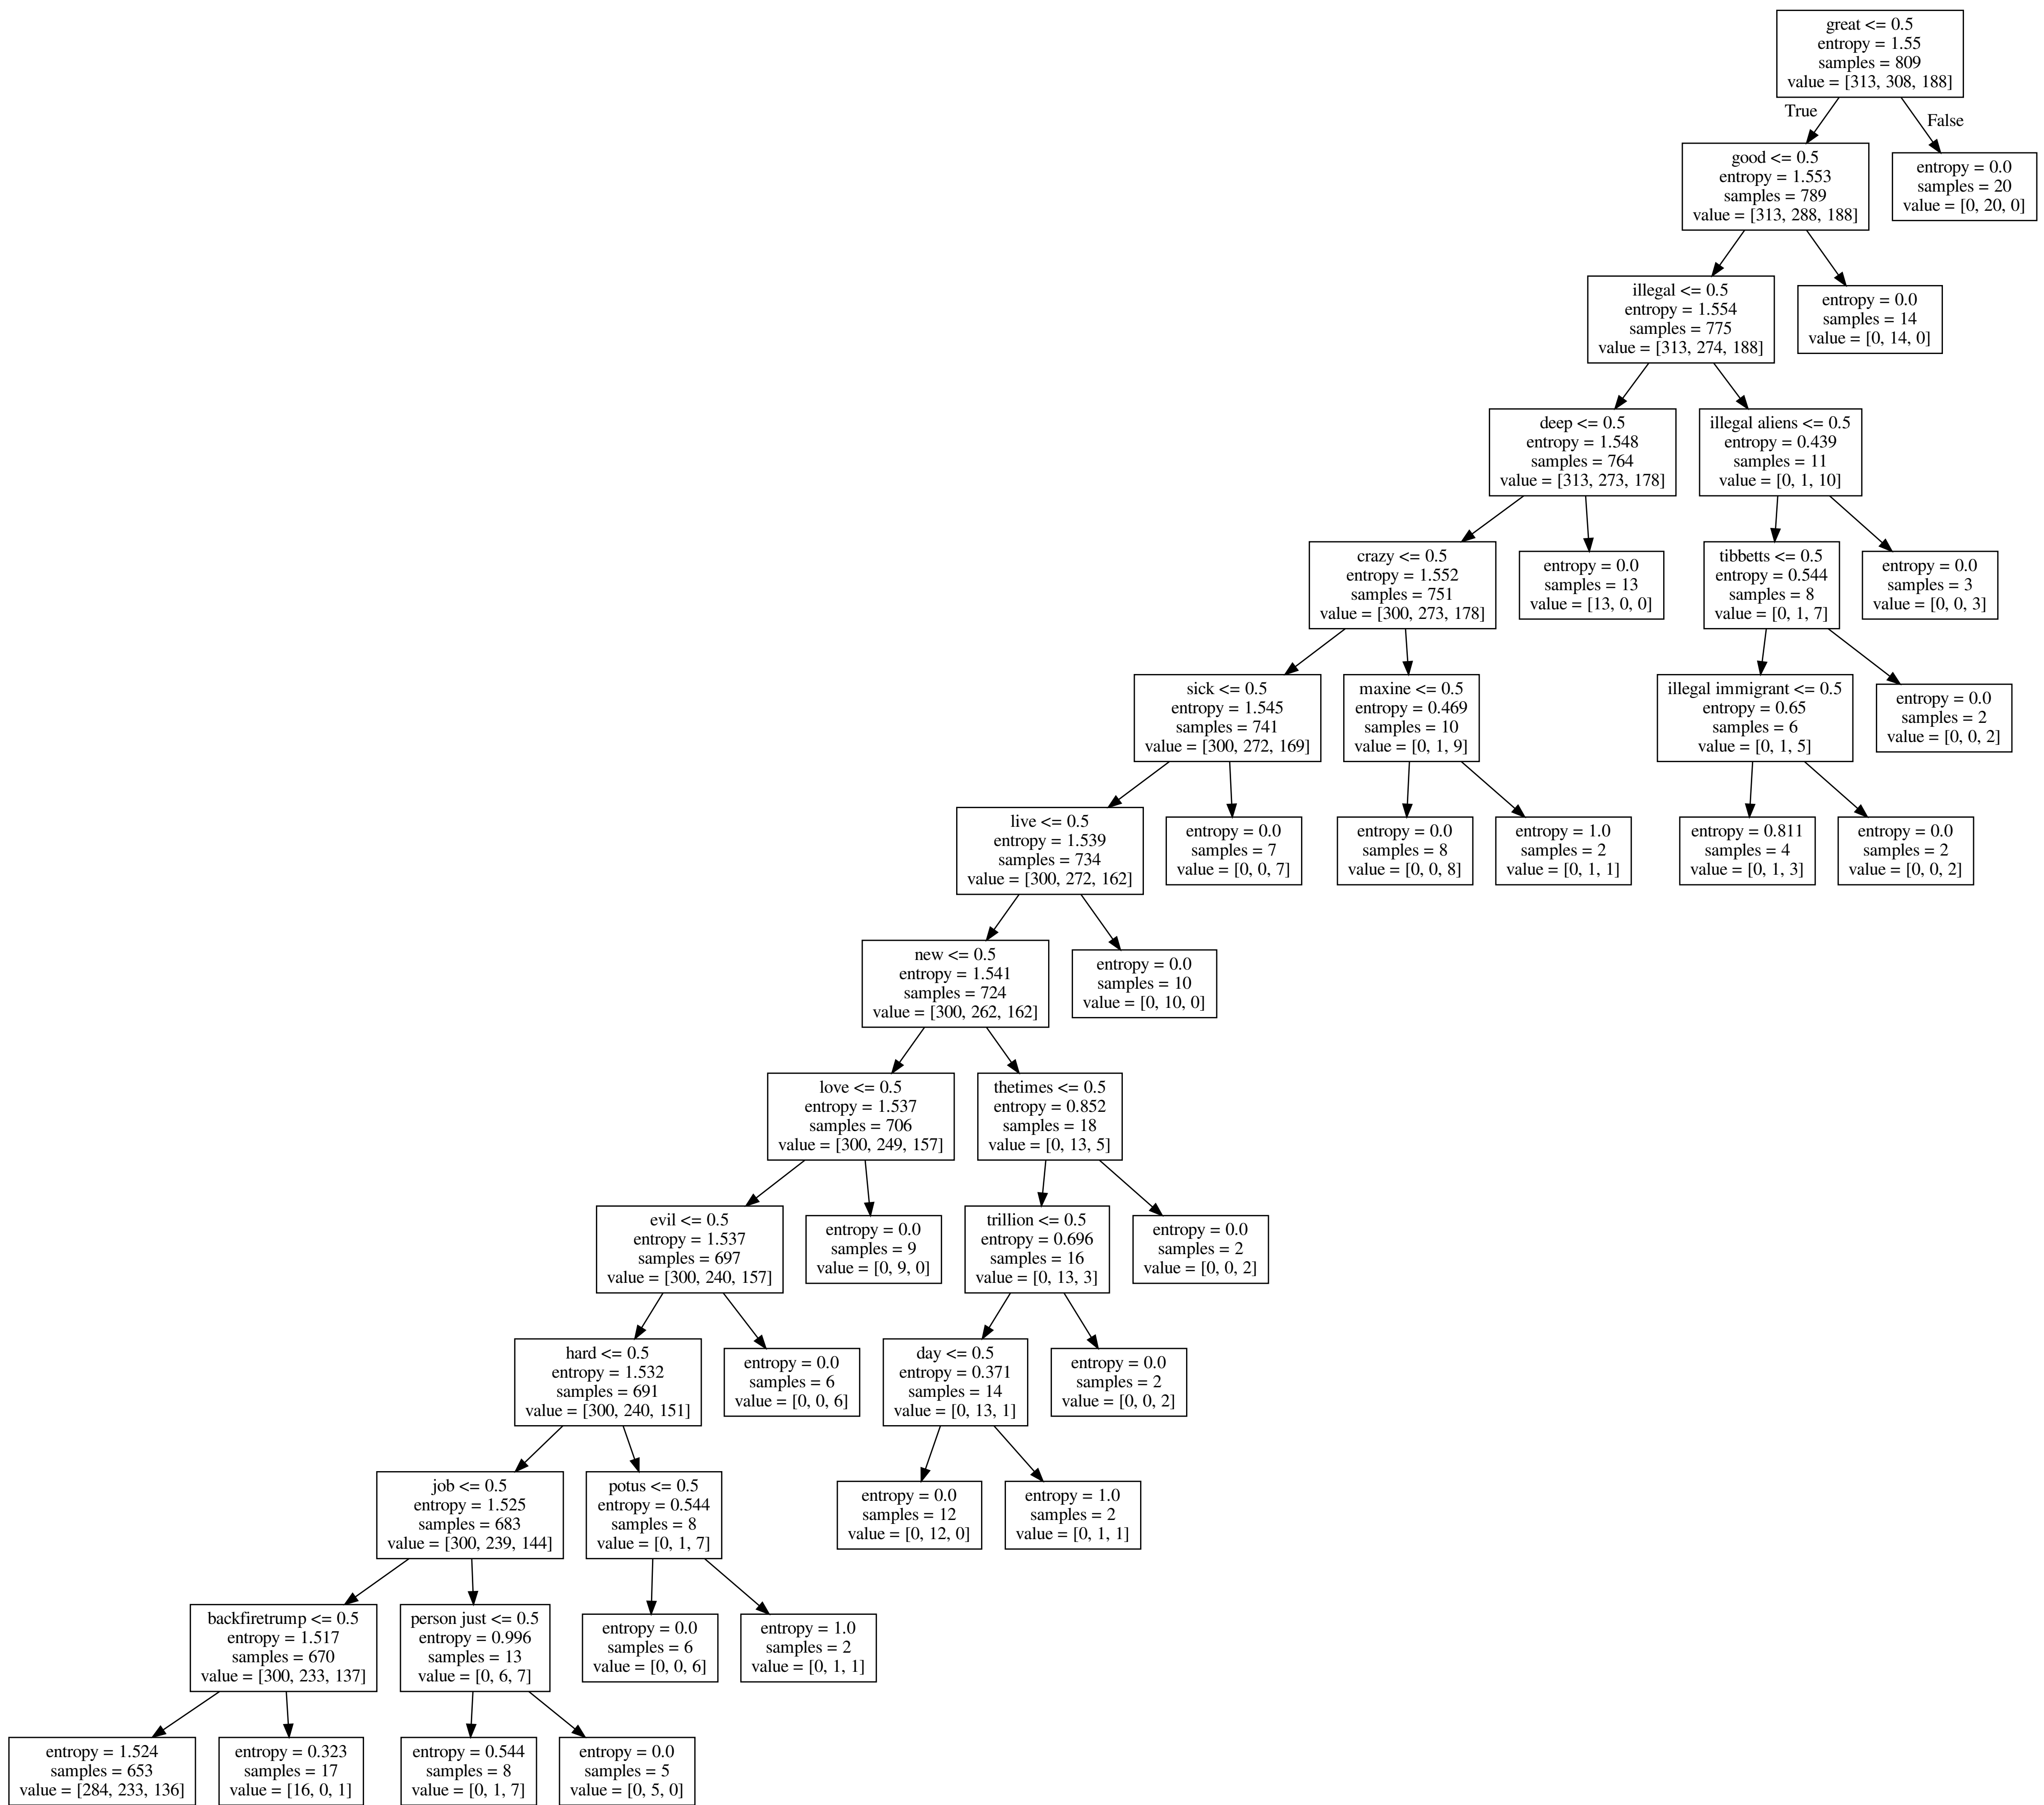 great <= 0.5
entropy = 1.55
samples = 809
value = [313, 308, 188]
True
False
good <= 0.5
entropy = 1.553
samples = 789
value = [313, 288, 188]
entropy = 0.0
samples = 20
value = [0, 20, 0]
illegal <= 0.5
entropy = 1.554
samples = 775
value = [313, 274, 188]
entropy = 0.0
samples = 14
value = [0, 14, 0]
deep <= 0.5
entropy = 1.548
samples = 764
value = [313, 273, 178]
illegal aliens <= 0.5
entropy = 0.439
samples = 11
value = [0, 1, 10]
crazy <= 0.5
entropy = 1.552
samples = 751
value = [300, 273, 178]
entropy = 0.0
samples = 13
value = [13, 0, 0]
tibbetts <= 0.5
entropy = 0.544
samples = 8
value = [0, 1, 7]
entropy = 0.0
samples = 3
value = [0, 0, 3]
sick <= 0.5
entropy = 1.545
samples = 741
value = [300, 272, 169]
maxine <= 0.5
entropy = 0.469
samples = 10
value = [0, 1, 9]
illegal immigrant <= 0.5
entropy = 0.65
samples = 6
value = [0, 1, 5]
entropy = 0.0
samples = 2
value = [0, 0, 2]
live <= 0.5
entropy = 1.539
samples = 734
value = [300, 272, 162]
entropy = 0.0
samples = 7
value = [0, 0, 7]
entropy = 0.0
samples = 8
value = [0, 0, 8]
entropy = 1.0
samples = 2
value = [0, 1, 1]
entropy = 0.811
samples = 4
value = [0, 1, 3]
entropy = 0.0
samples = 2
value = [0, 0, 2]
new <= 0.5
entropy = 1.541
samples = 724
value = [300, 262, 162]
entropy = 0.0
samples = 10
value = [0, 10, 0]
love <= 0.5
entropy = 1.537
samples = 706
value = [300, 249, 157]
thetimes <= 0.5
entropy = 0.852
samples = 18
value = [0, 13, 5]
evil <= 0.5
entropy = 1.537
samples = 697
value = [300, 240, 157]
entropy = 0.0
samples = 9
value = [0, 9, 0]
trillion <= 0.5
entropy = 0.696
samples = 16
value = [0, 13, 3]
entropy = 0.0
samples = 2
value = [0, 0, 2]
hard <= 0.5
entropy = 1.532
samples = 691
value = [300, 240, 151]
entropy = 0.0
samples = 6
value = [0, 0, 6]
day <= 0.5
entropy = 0.371
samples = 14
value = [0, 13, 1]
entropy = 0.0
samples = 2
value = [0, 0, 2]
job <= 0.5
entropy = 1.525
samples = 683
value = [300, 239, 144]
potus <= 0.5
entropy = 0.544
samples = 8
value = [0, 1, 7]
entropy = 0.0
samples = 12
value = [0, 12, 0]
entropy = 1.0
samples = 2
value = [0, 1, 1]
backfiretrump <= 0.5
entropy = 1.517
samples = 670
value = [300, 233, 137]
person just <= 0.5
entropy = 0.996
samples = 13
value = [0, 6, 7]
entropy = 0.0
samples = 6
value = [0, 0, 6]
entropy = 1.0
samples = 2
value = [0, 1, 1]
entropy = 1.524
samples = 653
value = [284, 233, 136]
entropy = 0.323
samples = 17
value = [16, 0, 1]
entropy = 0.544
samples = 8
value = [0, 1, 7]
entropy = 0.0
samples = 5
value = [0, 5, 0]